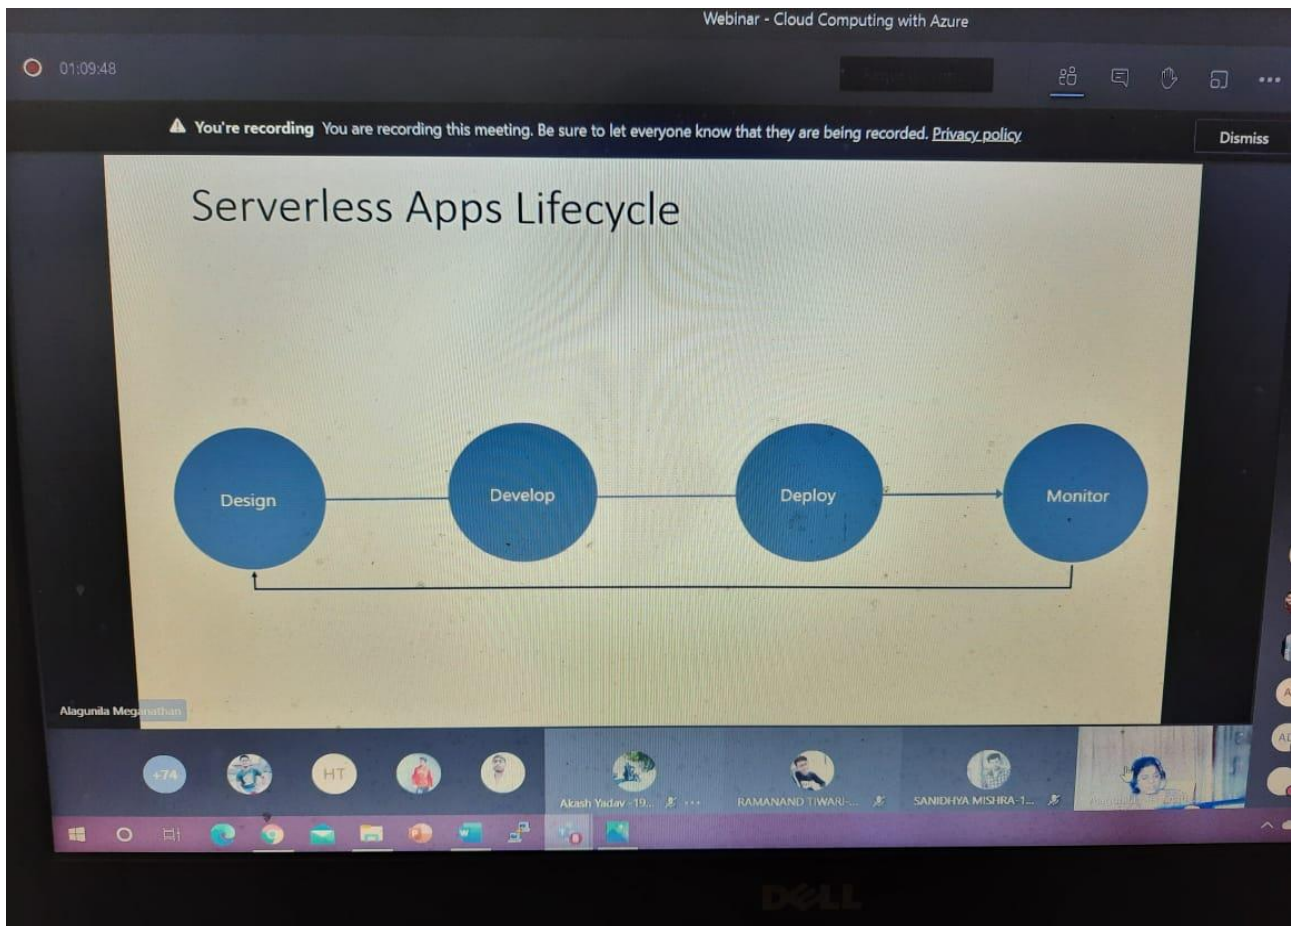 Webinar - Cloud Computing with Azure
01:09:48
You're recording You are recording this meeting. Be sure to let everyone know that they are being recorded. Privacy policy
Dismiss
Serverless Apps Lifecycle
Design
Develop
Deploy
Monitor
Alagunila Meganathan
+74
HT
Akash Yadav -19...
RAMANAND TIWARI-...
SANIDHYA MISHRA-1...
DELL